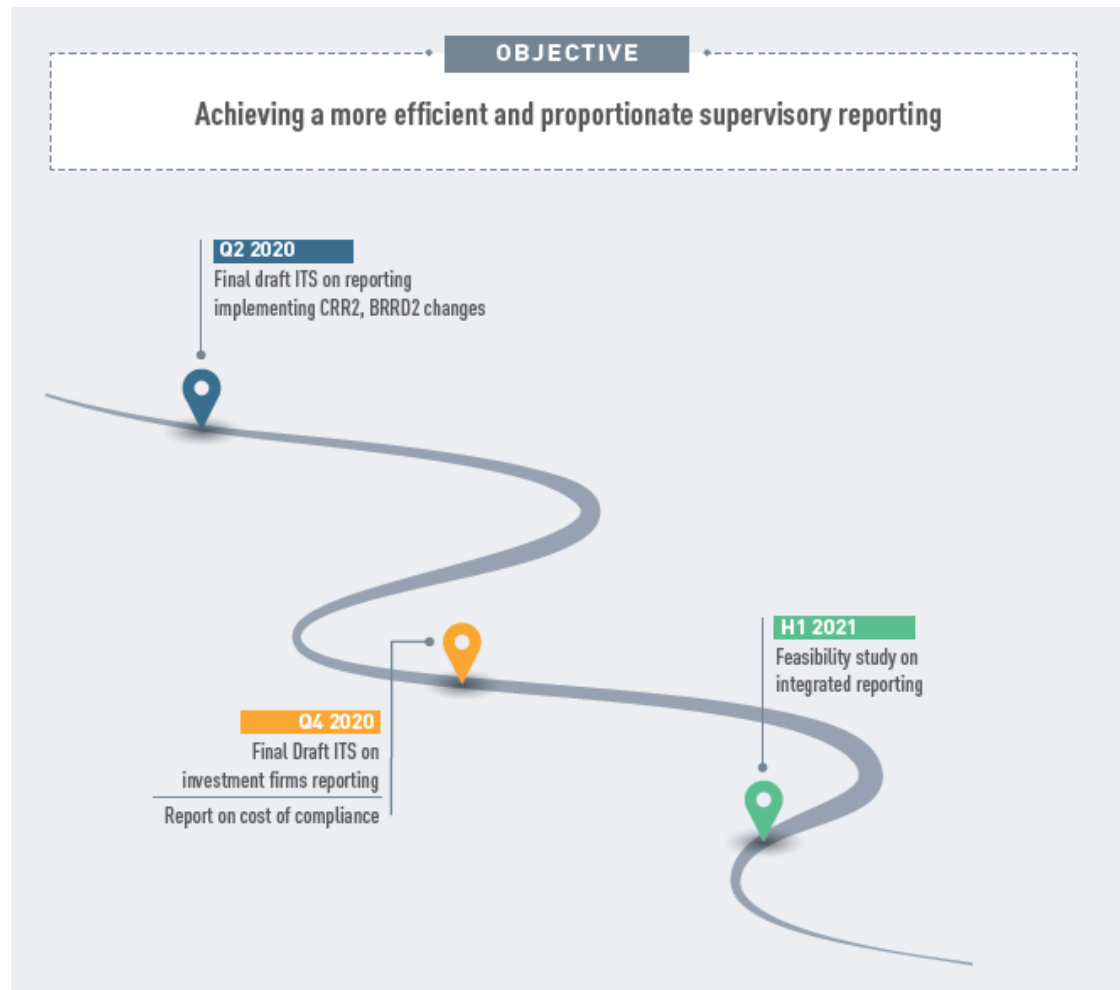 OBJECTIVE
Achieving a more efficient and proportionate supervisory reporting
Q2 2020
Final draft ITS on reporting
implementing CRR2, BRRD2 changes
Q4 2020
Final Draft ITS on
investment firms reporting
Report on cost of compliance
H1 2021
Feasibility study on
integrated reporting